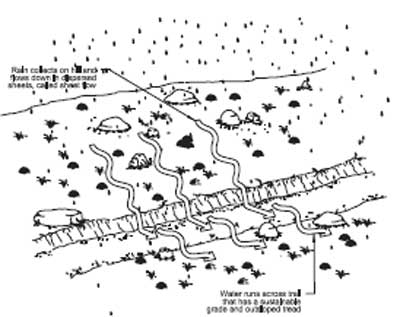 Rain collects on hill and
flows down in dispersed
sheets, called sheet flow
Water runs across trail
that has a sustainable
grade and outsloped tread